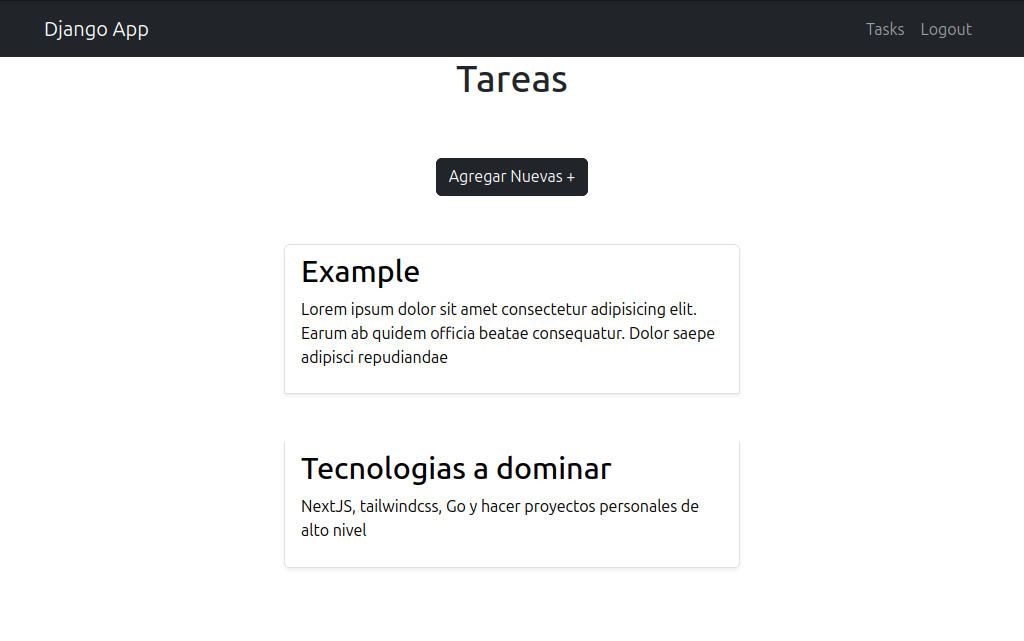 Django App
Tasks Logout
Tareas
Agregar Nuevas +
Example
Lorem ipsum dolor sit amet consectetur adipisicing elit.
Earum ab quidem officia beatae consequatur. Dolor saepe
adipisci repudiandae
Tecnologias a dominar
NextJS, tailwindcss, Go y hacer proyectos personales de
alto nivel